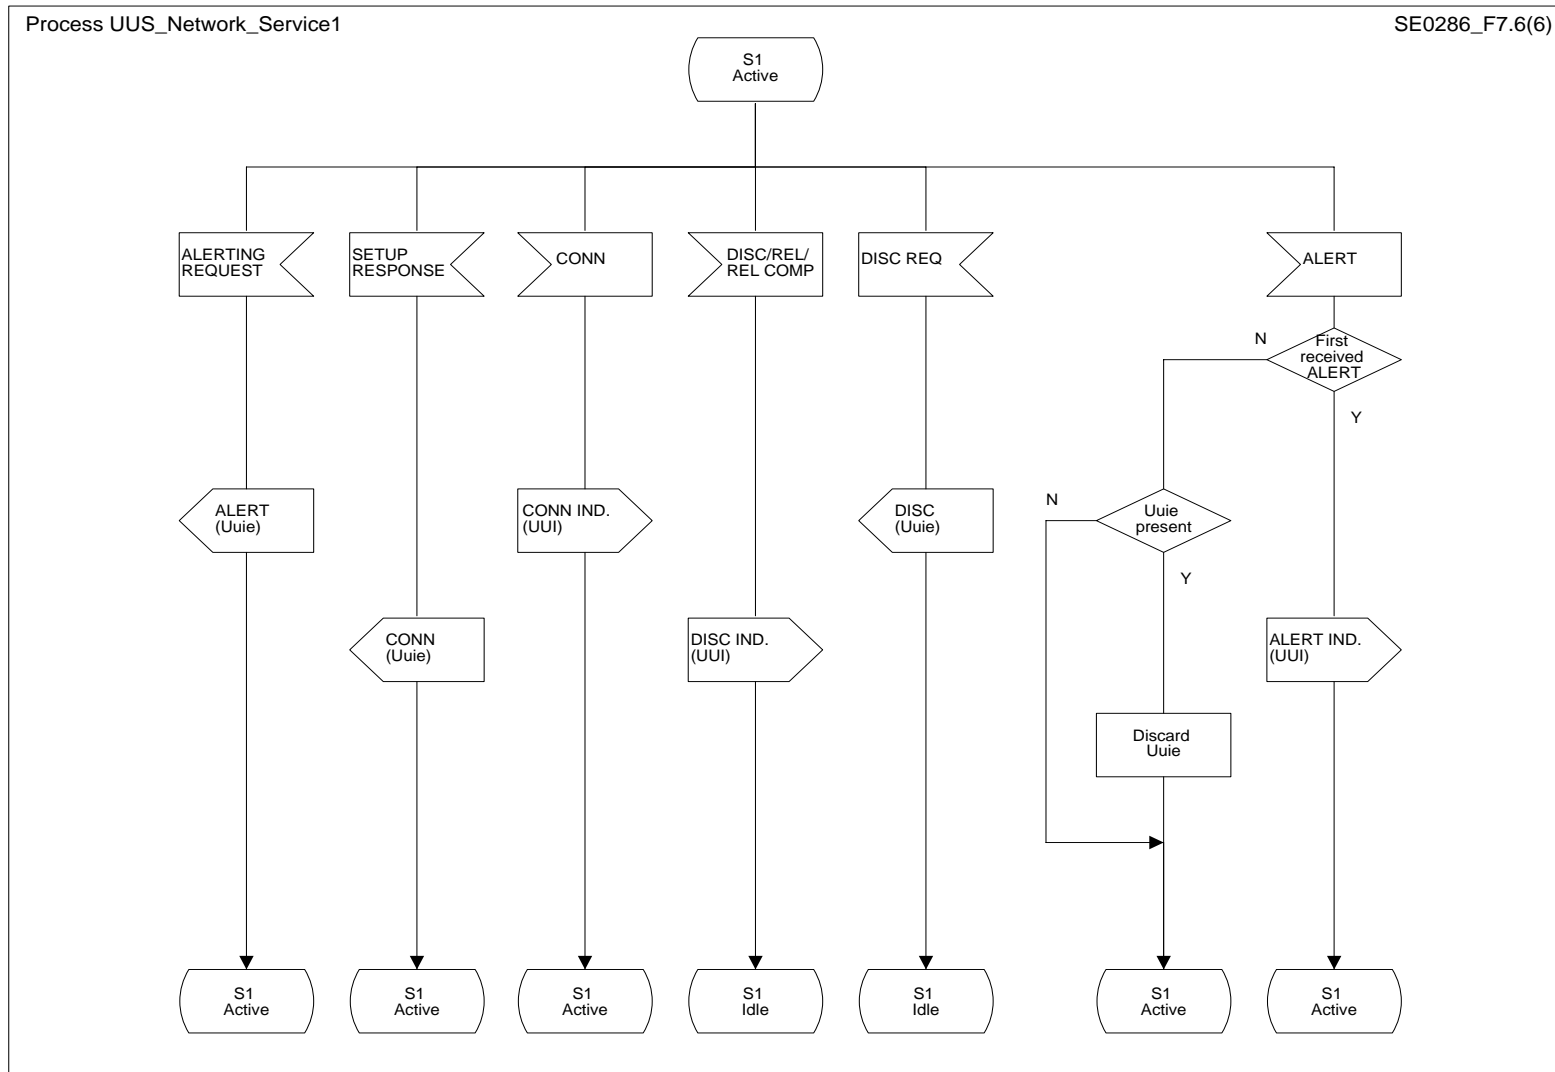 Process UUS_Network_Service1
SE0286_F7.6(6)
S1
Active
ALERTING
REQUEST
SETUP
RESPONSE
CONN
DISC/REL/
REL COMP
DISC REQ
ALERT
First
received
ALERT
N
Y
ALERT
(Uuie)
CONN IND.
(UUI)
DISC
(Uuie)
N
Uuie
present
Y
CONN
(Uuie)
DISC IND.
(UUI)
ALERT IND.
(UUI)
Discard
Uuie
S1
Active
S1
Active
S1
Active
S1
Idle
S1
Idle
S1
Active
S1
Active